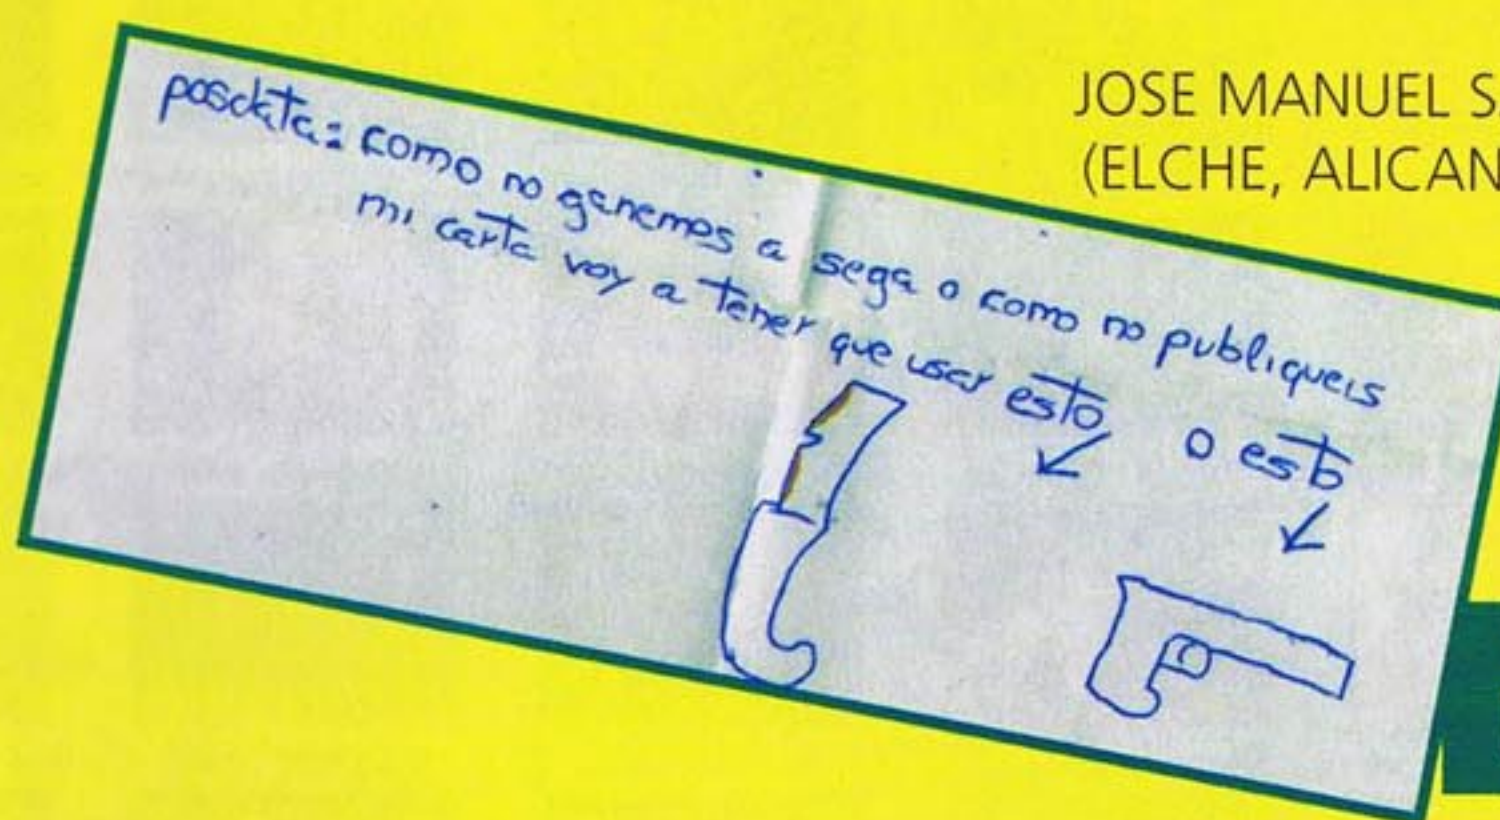 JOSE MANUEL S
(ELCHE, ALICAN
posdata: como no ganemos a sega o como no publiqueis
mi carta voy a tener que usar esto o esto